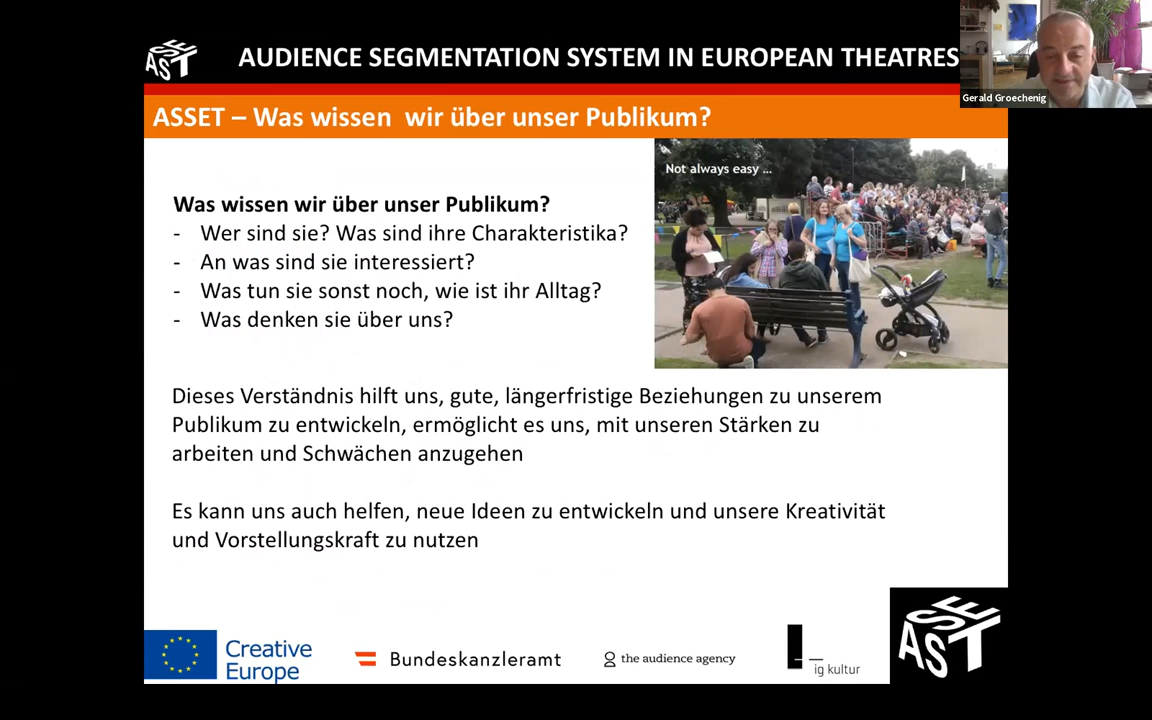 ASSET
AUDIENCE SEGMENTATION SYSTEM IN EUROPEAN THEATRES
Gerald Groechenig
ASSET – Was wissen wir über unser Publikum?
Not always easy ...
Was wissen wir über unser Publikum?
- Wer sind sie? Was sind ihre Charakteristika?
- An was sind sie interessiert?
- Was tun sie sonst noch, wie ist ihr Alltag?
- Was denken sie über uns?
Dieses Verständnis hilft uns, gute, längerfristige Beziehungen zu unserem
Publikum zu entwickeln, ermöglicht es uns, mit unseren Stärken zu
arbeiten und Schwächen anzugehen
Es kann uns auch helfen, neue Ideen zu entwickeln und unsere Kreativität
und Vorstellungskraft zu nutzen
Creative
Europe
Bundeskanzleramt
the audience agency
ig kultur
ASSET